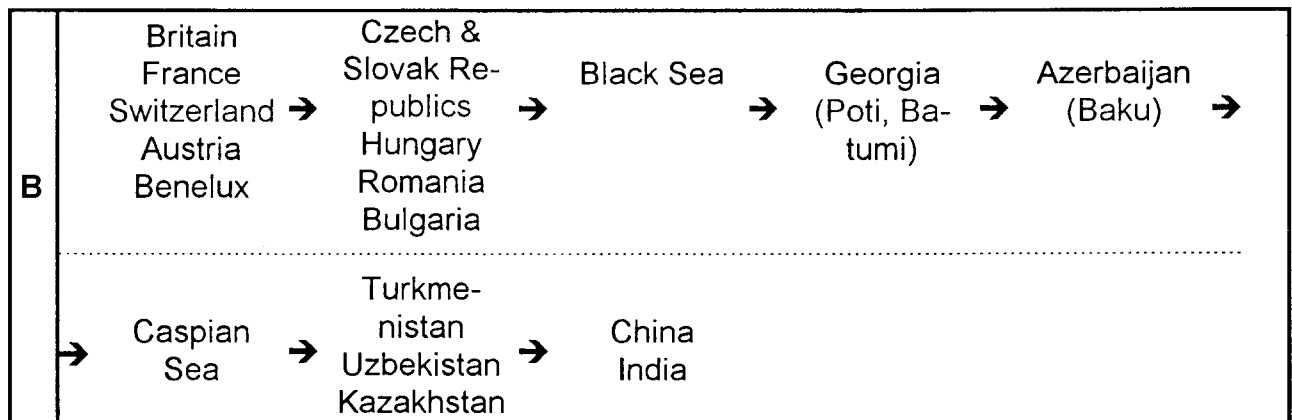 B
Britain
France
Switzerland →
Austria
Benelux
Czech &
Slovak Re-
publics →
Hungary
Romania
Bulgaria
Black Sea →
Georgia
(Poti, Ba- →
tumi)
Azerbaijan
(Baku) →
→ Caspian
Sea →
Turkme-
nistan
Uzbekistan →
Kazakhstan
China
India